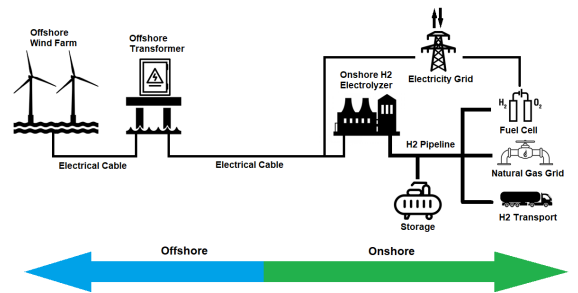 Offshore
Wind Farm
Offshore
Transformer
Onshore H2
Electrolyzer
Electricity Grid
H2 O2
Fuel Cell
H2 Pipeline
Natural Gas Grid
Electrical Cable
Electrical Cable
Storage
H2 Transport
Offshore
Onshore